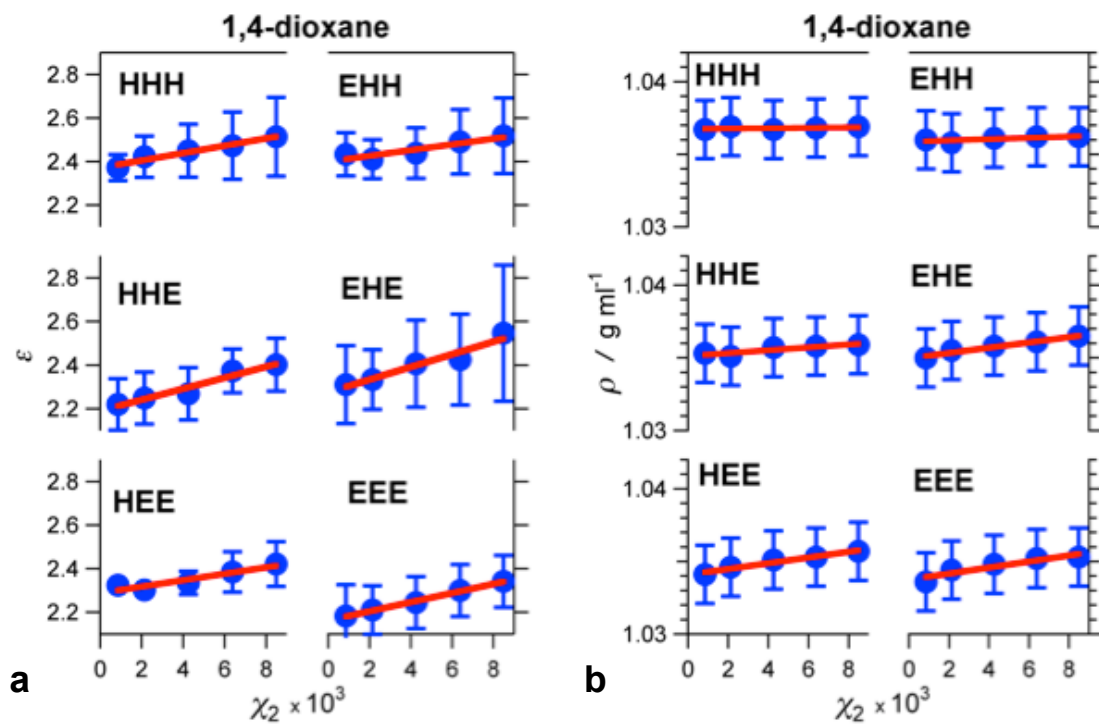 1,4-dioxane
HHH
EHH
2.8
2.6
2.4
2.2
HHE
EHE
2.8
2.6
2.4
2.2
ε
HEE
EEE
2.8
2.6
2.4
2.2
0 2 4 6 8
0 2 4 6 8
χ₂ × 10³
a
1,4-dioxane
HHH
EHH
1.04
1.03
HHE
EHE
1.04
1.03
ρ / g ml⁻¹
HEE
EEE
1.04
1.03
0 2 4 6 8
0 2 4 6 8
χ₂ × 10³
b